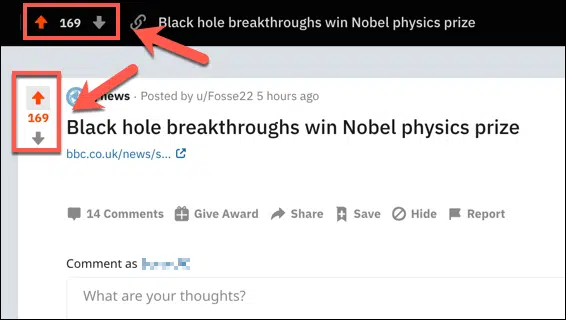 169 Black hole breakthroughs win Nobel physics prize
news · Posted by u/Fosse22 5 hours ago
169
Black hole breakthroughs win Nobel physics prize
bbc.co.uk/news/s...
14 Comments Give Award Share Save Hide Report
Comment as
What are your thoughts?